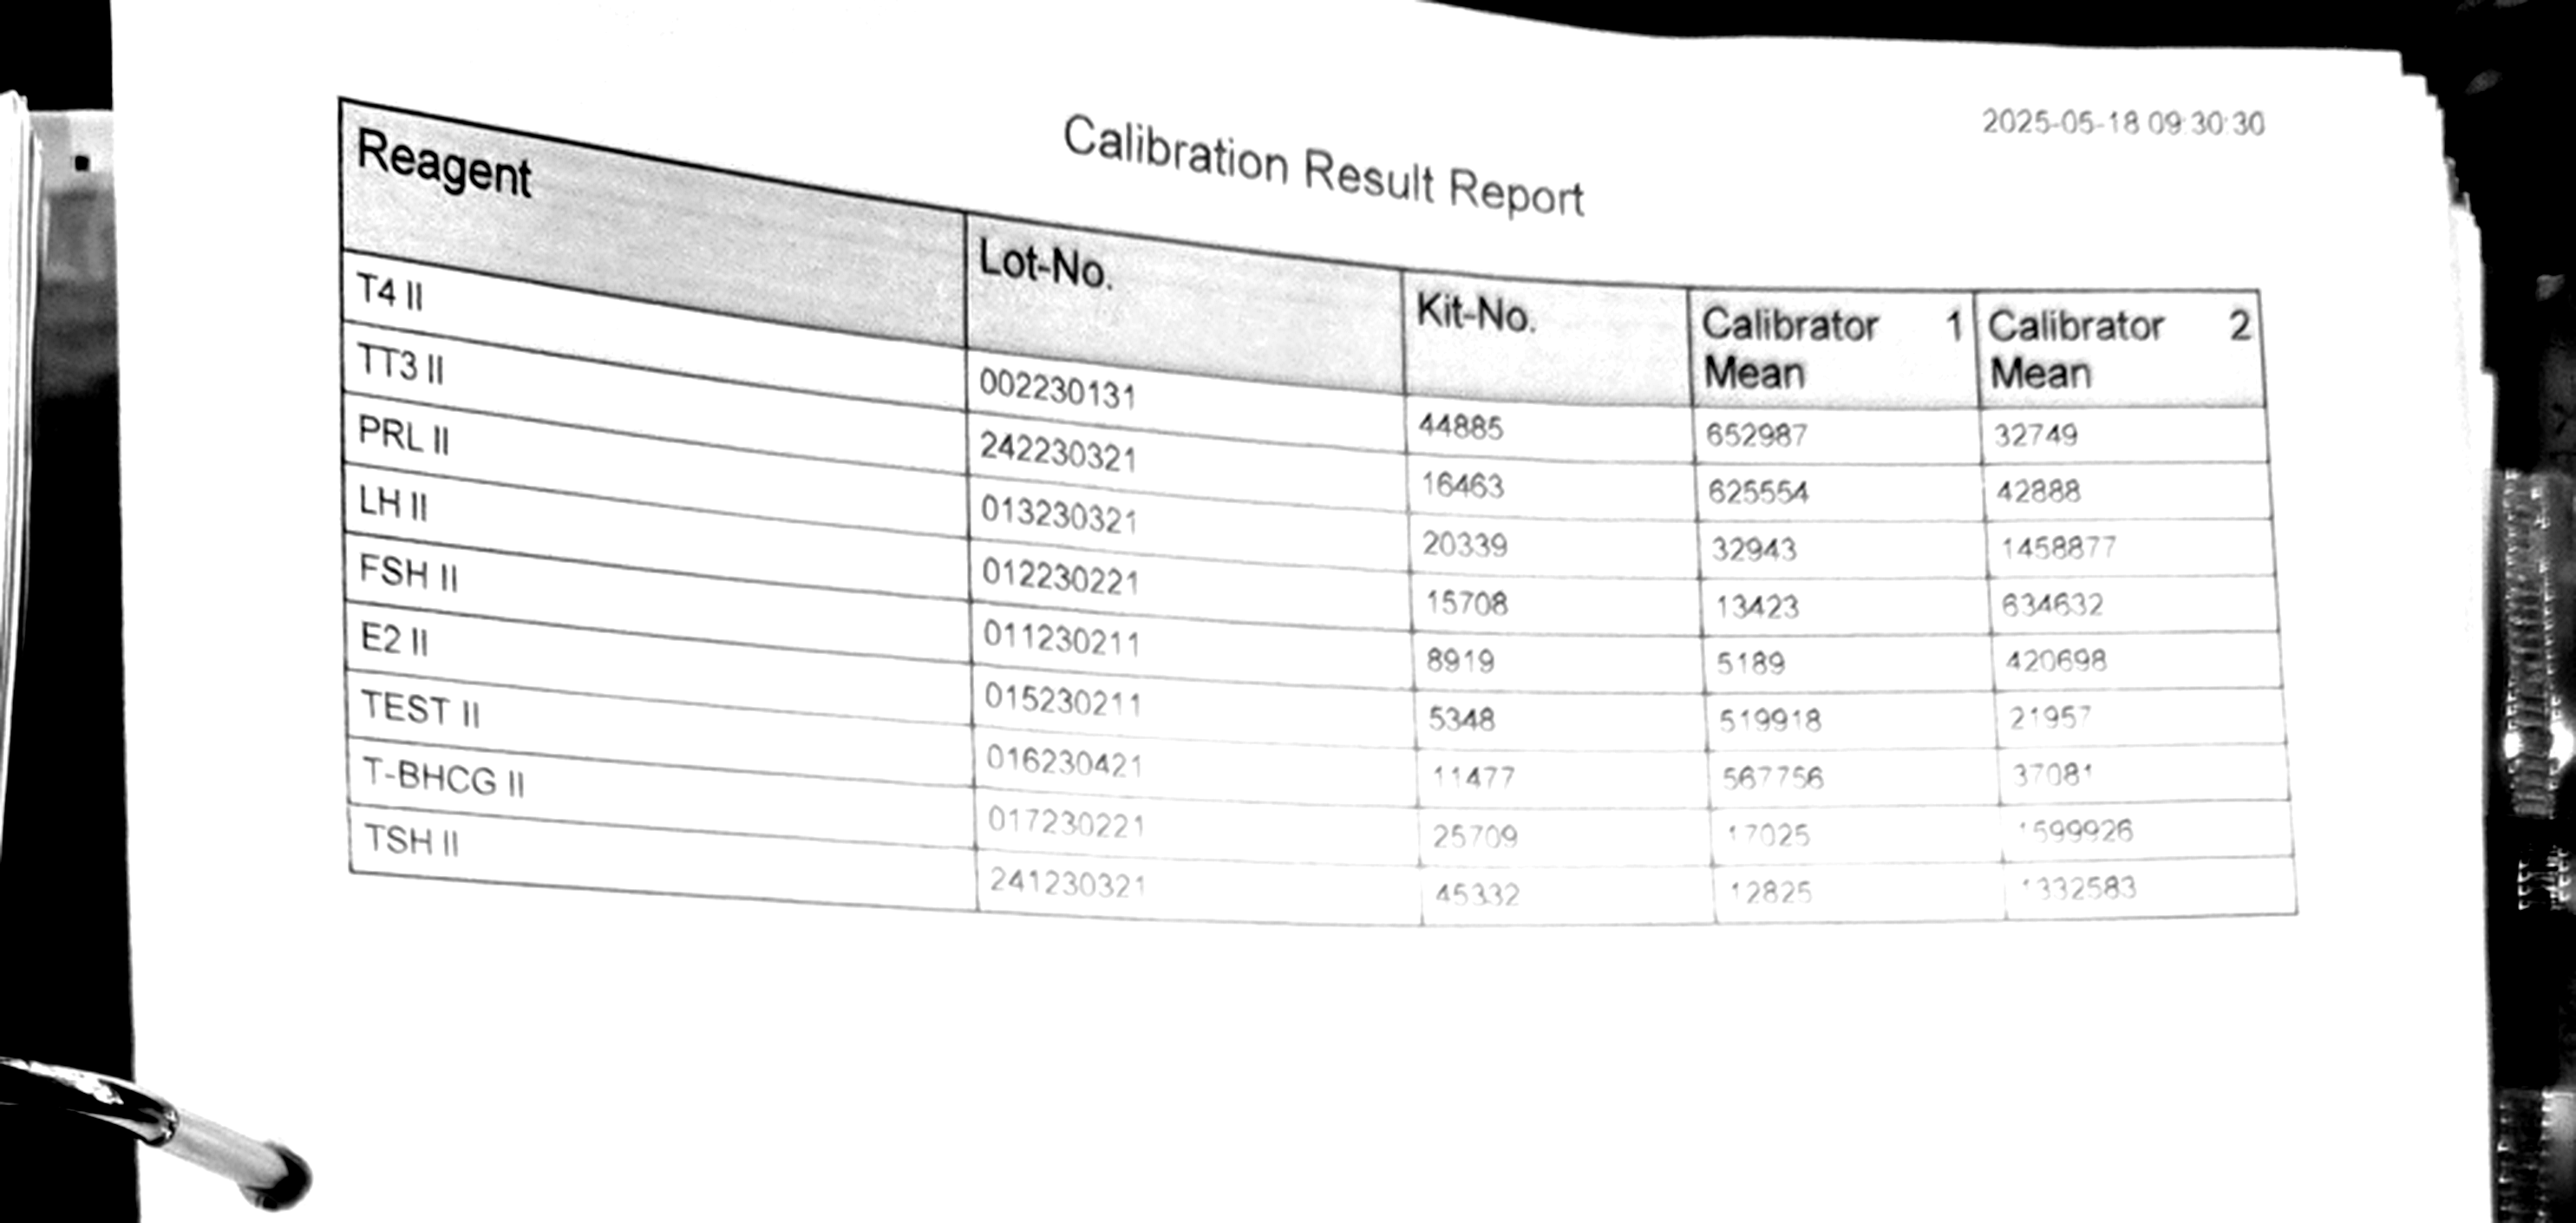 2025-05-18 09:30:30
Calibration Result Report
Reagent Lot-No. Kit-No. Calibrator 1 Mean Calibrator 2 Mean
T4 II 002230131 44885 652987 32749
TT3 II 242230321 16463 625554 42888
PRL II 013230321 20339 32943 1458877
LH II 012230221 15708 13423 634632
FSH II 011230211 8919 5189 420698
E2 II 015230211 5348 519918 21957
TEST II 016230421 11477 567756 37081
T-BHCG II 017230221 25709 17025 1599926
TSH II 241230321 45332 12825 1332583